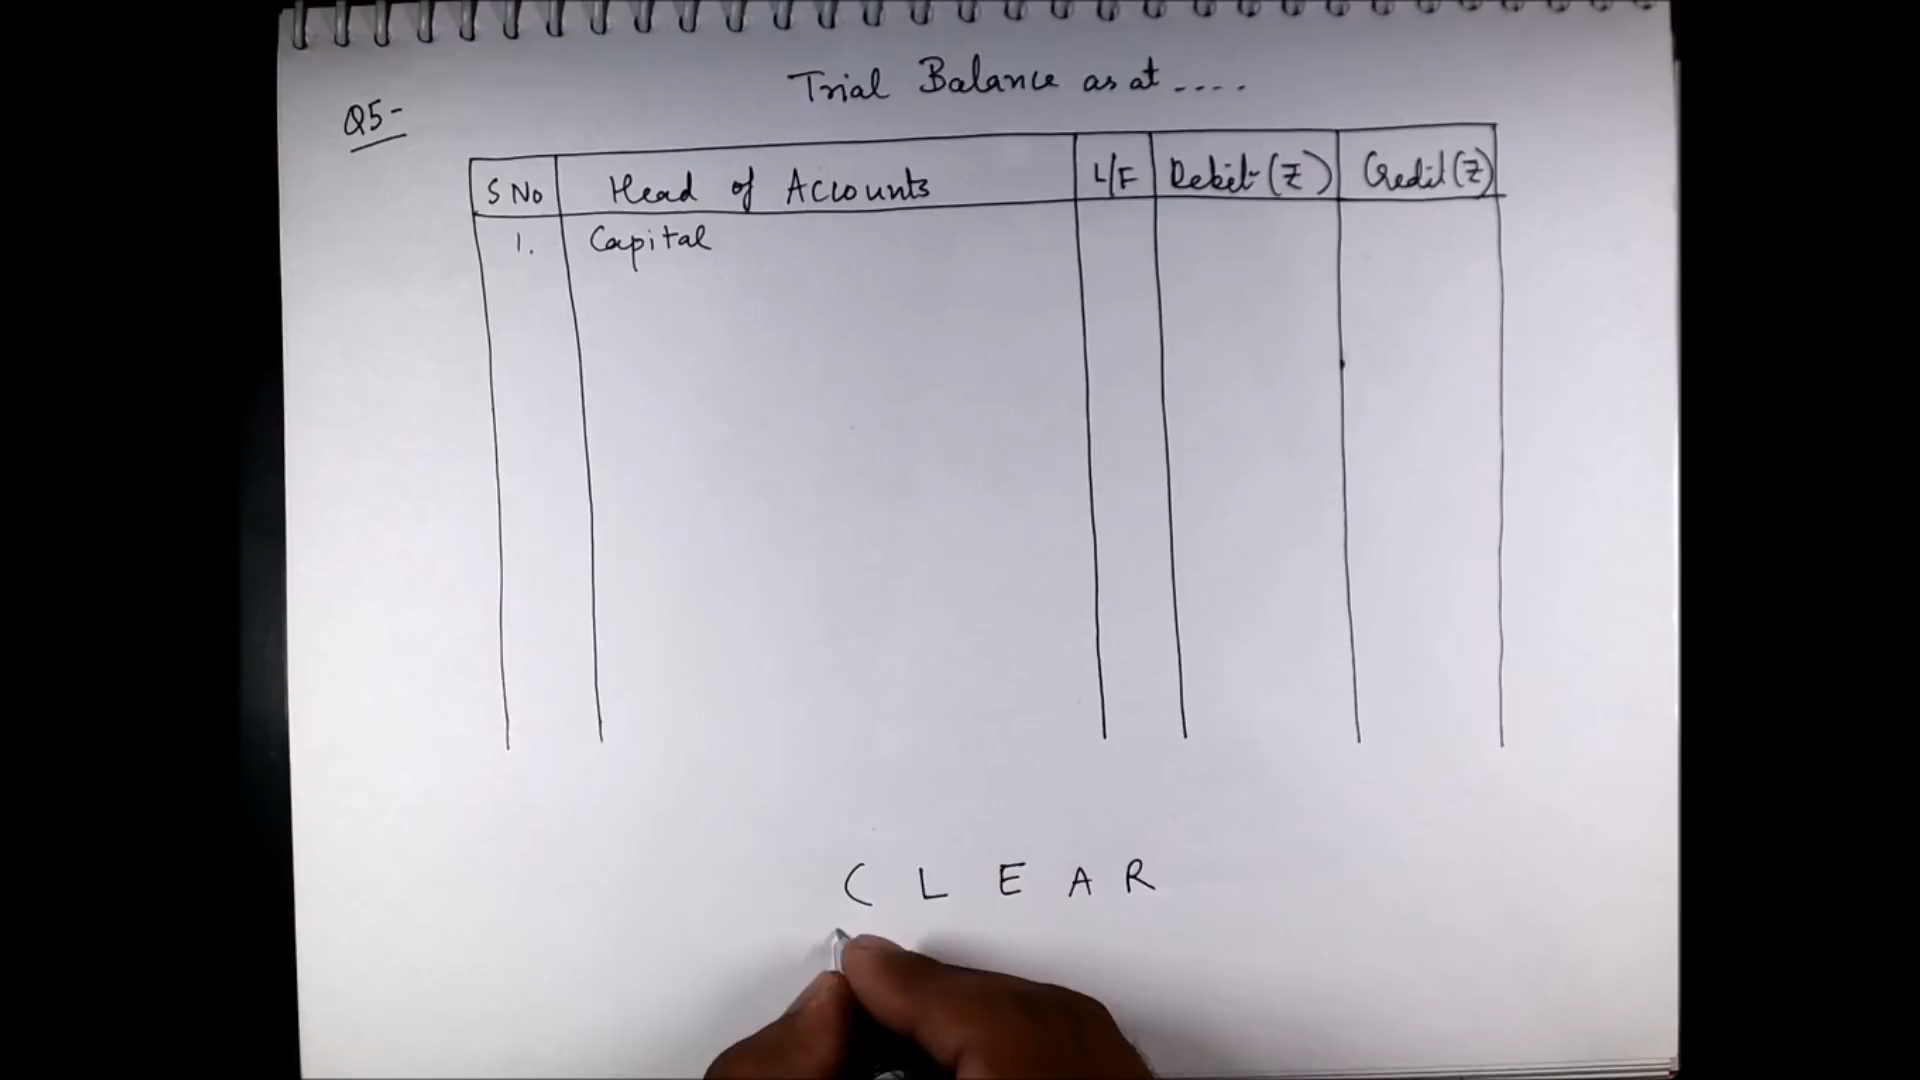 Trial Balance as at ....
Q5-
S No Head of Accounts L/F Debit (₹) Credit (₹)
1. Capital
C L E A R